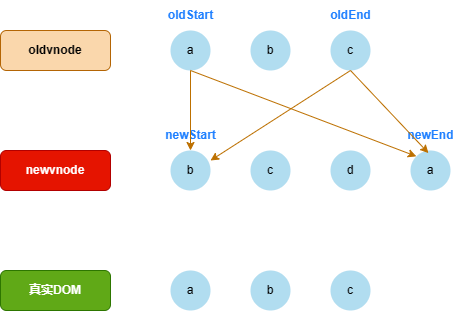 oldStart oldEnd
oldvnode a b c
newStart newEnd
newvnode b c d a
真实DOM a b c